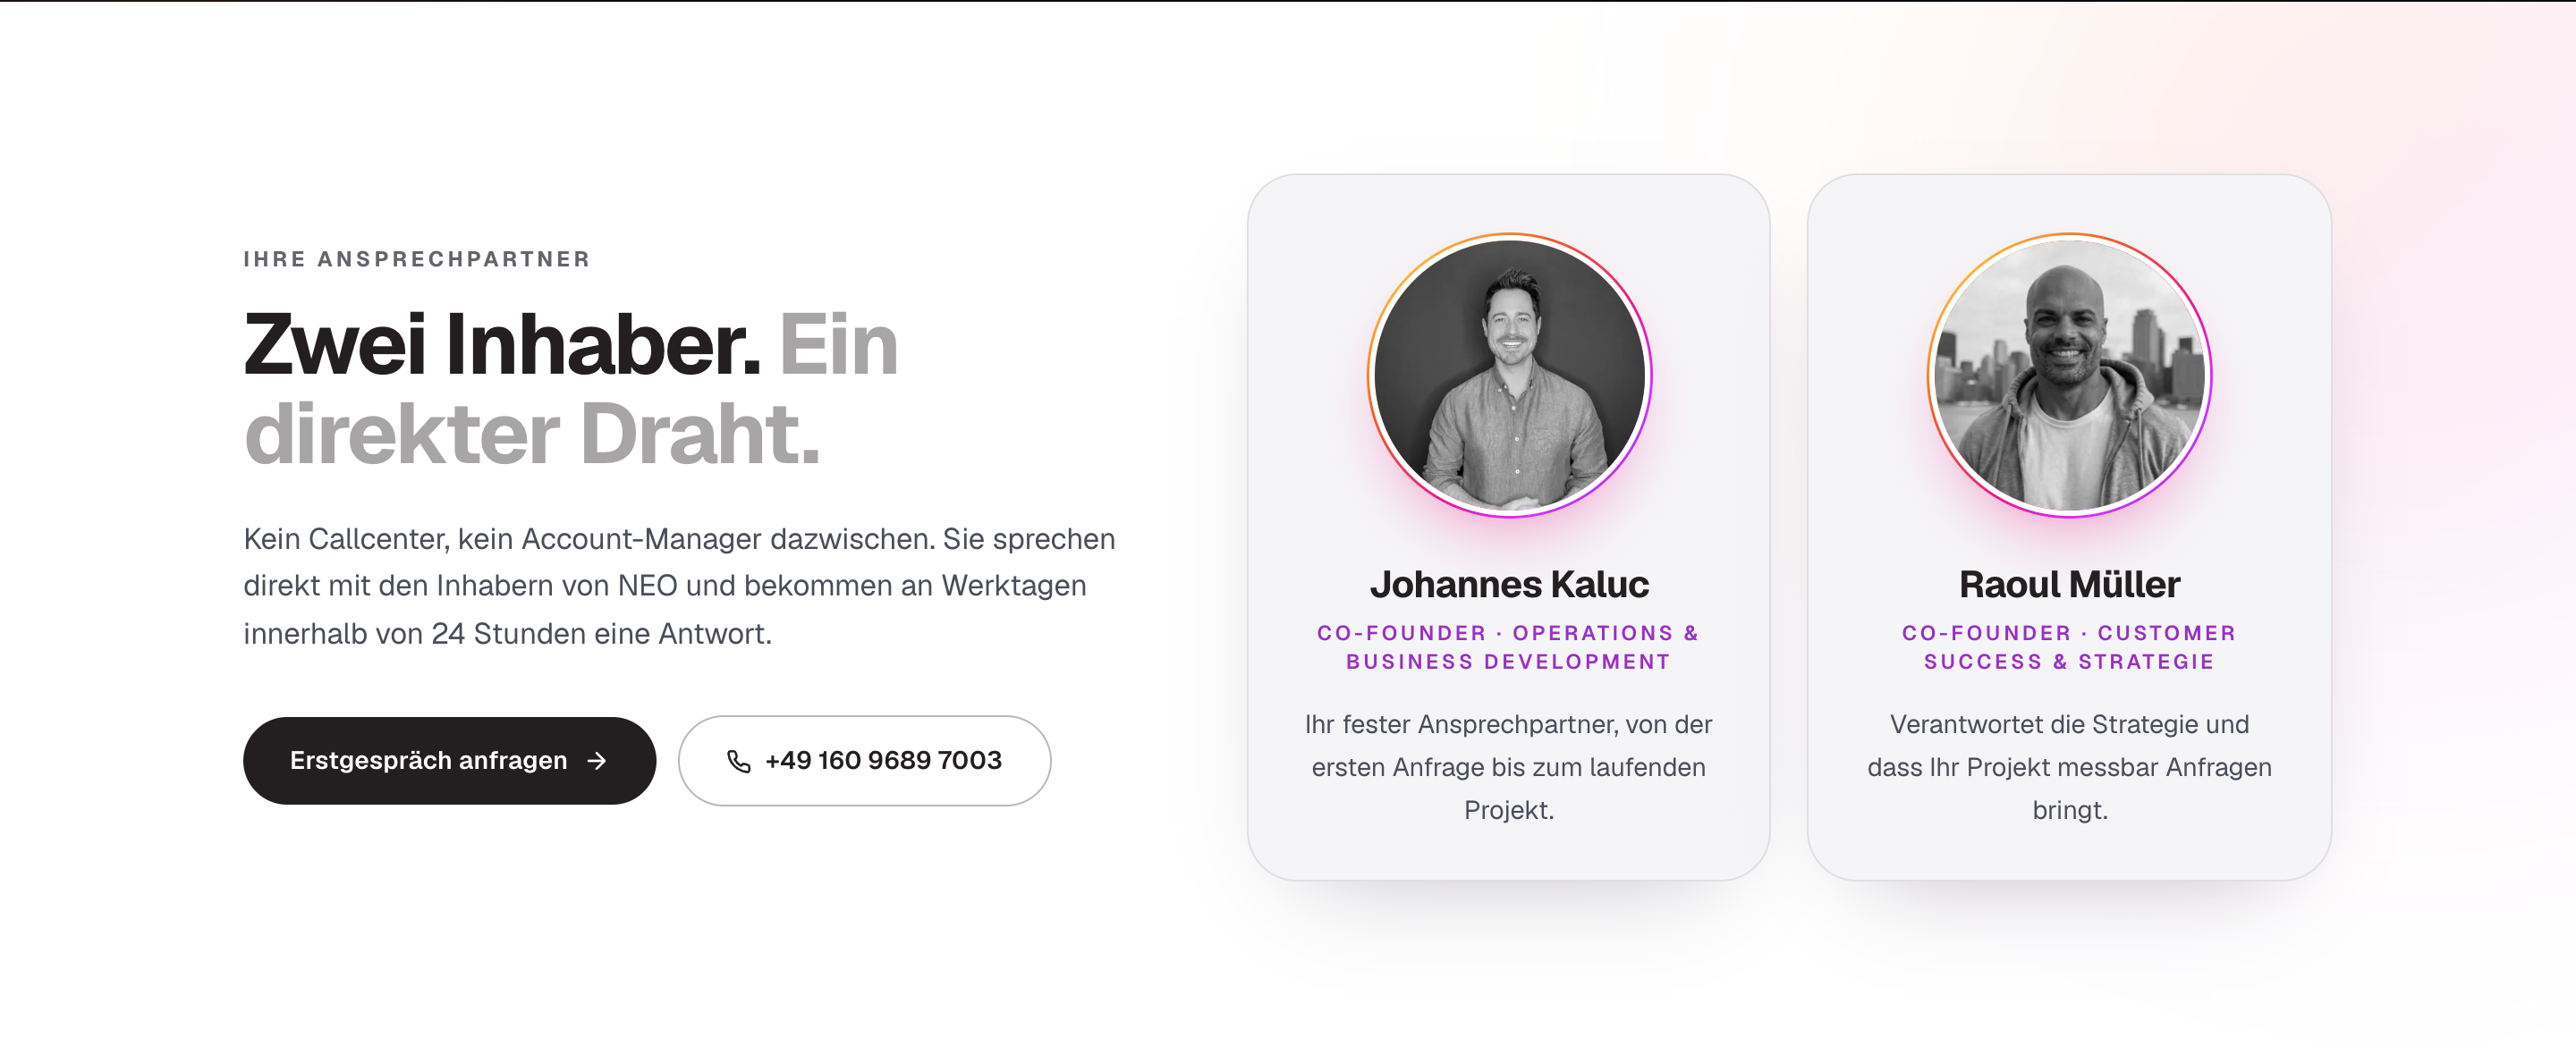 IHRE ANSPRECHPARTNER
Zwei Inhaber. Ein
direkter Draht.
Kein Callcenter, kein Account-Manager dazwischen. Sie sprechen
direkt mit den Inhabern von NEO und bekommen an Werktagen
innerhalb von 24 Stunden eine Antwort.
Erstgespräch anfragen →
+49 160 9689 7003
Johannes Kaluc
CO-FOUNDER · OPERATIONS &
BUSINESS DEVELOPMENT
Ihr fester Ansprechpartner, von der
ersten Anfrage bis zum laufenden
Projekt.
Raoul Müller
CO-FOUNDER · CUSTOMER
SUCCESS & STRATEGIE
Verantwortet die Strategie und
dass Ihr Projekt messbar Anfragen
bringt.